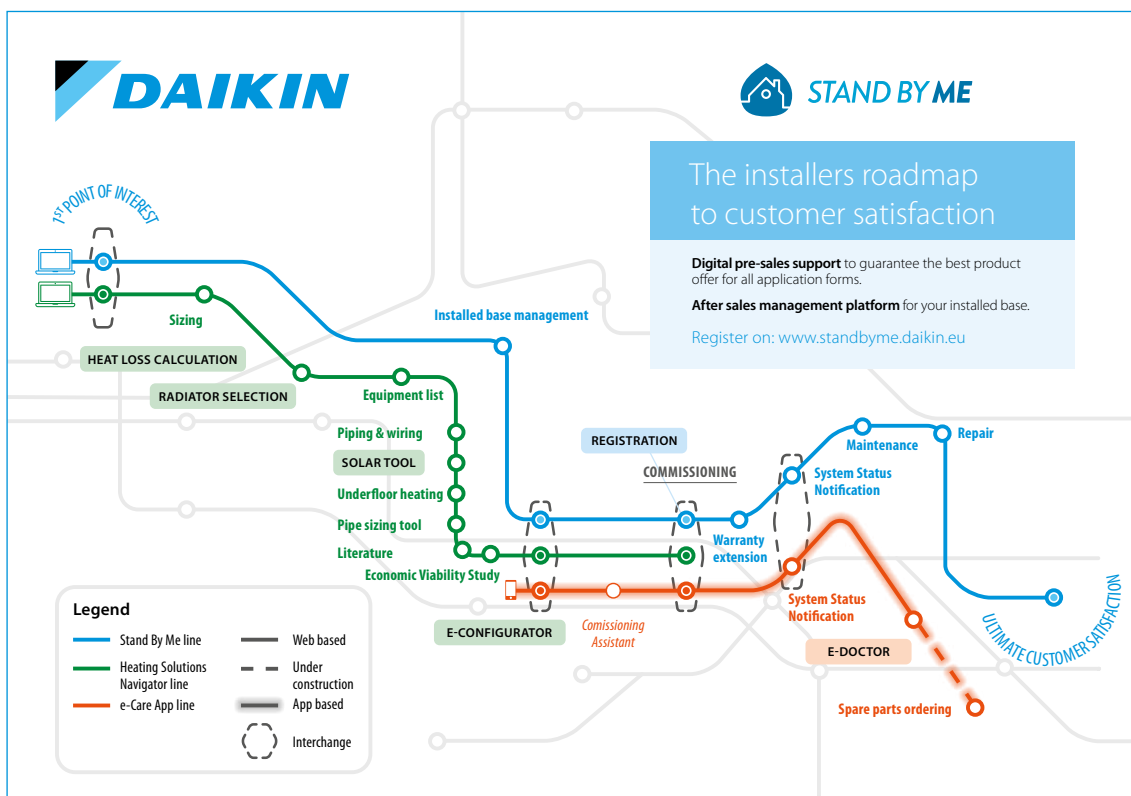 DAIKIN
STAND BY ME
The installers roadmap
to customer satisfaction
Digital pre-sales support to guarantee the best product
offer for all application forms.
After sales management platform for your installed base.
Register on: www.standbyme.daikin.eu
1ST POINT OF INTEREST
Sizing
HEAT LOSS CALCULATION
RADIATOR SELECTION
Equipment list
Installed base management
Piping & wiring
SOLAR TOOL
Underfloor heating
Pipe sizing tool
Literature
Economic Viability Study
REGISTRATION
COMMISSIONING
Warranty
extension
System Status
Notification
Maintenance
Repair
E-CONFIGURATOR
Comissioning
Assistant
System Status
Notification
E-DOCTOR
Spare parts ordering
ULTIMATE CUSTOMER SATISFACTION
Legend
Stand By Me line
Heating Solutions
Navigator line
e-Care App line
Web based
Under
construction
App based
Interchange